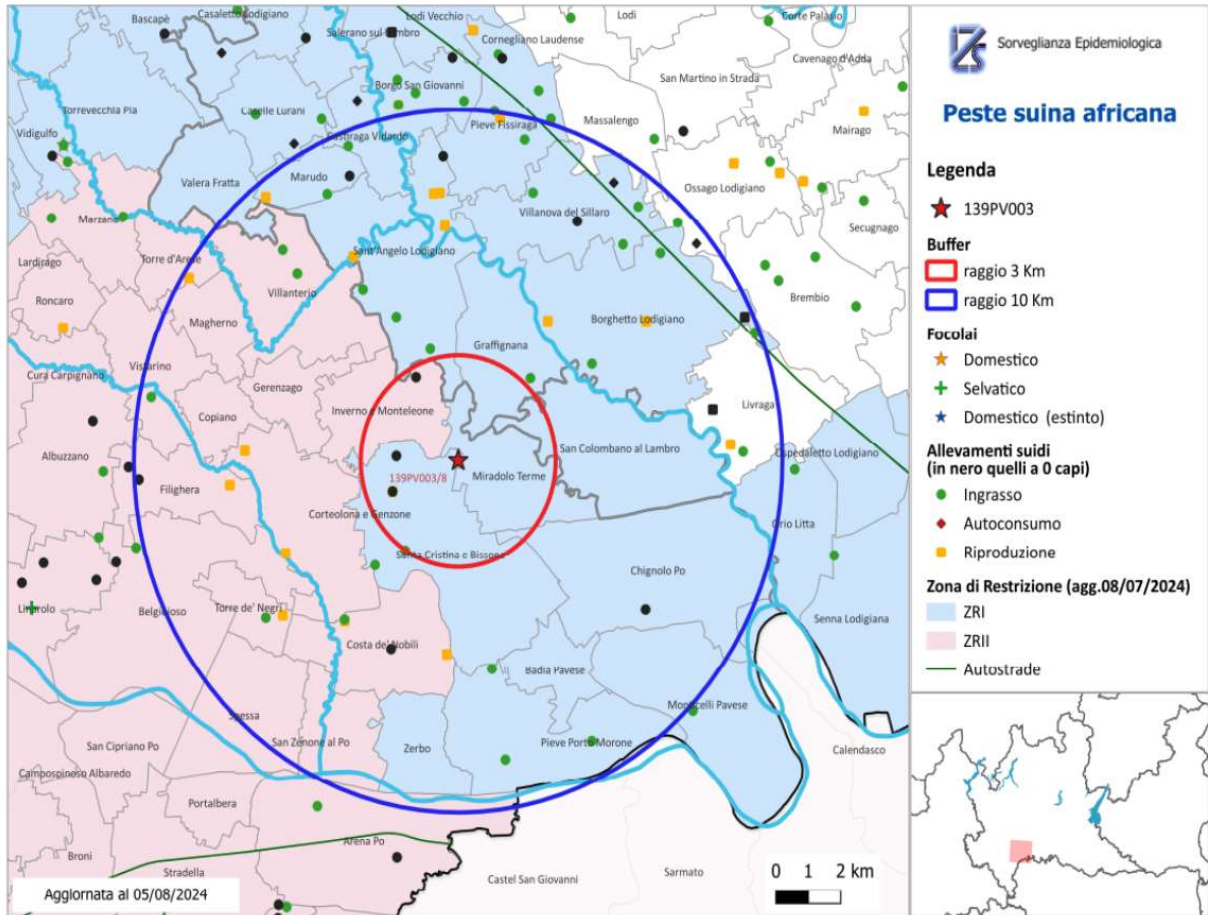 Bascapè
Casaletto Lodigiano
Lodi Vecchio
Lodi
Corte Palasio
Salerano sul Lambro
Cornegliano Laudense
Cavenago d'Adda
San Martino in Strada
Torrevecchia Pia
Borgo San Giovanni
Caselle Lurani
Massalengo
Mairago
Vidigulfo
Castiraga Vidardo
Pieve Fissiraga
Valera Fratta
Marudo
Ossago Lodigiano
Marzano
Villanova del Sillaro
Secugnago
Lardirago
Torre d'Arese
Sant'Angelo Lodigiano
Roncaro
Villanterio
Brembio
Magherno
Borghetto Lodigiano
Graffignana
Cura Carpignano
Vistarino
Gerenzago
Copiano
Inverno e Monteleone
Livraga
Albuzzano
San Colombano al Lambro
Ospedaletto Lodigiano
139PV003/8
Miradolo Terme
Filighera
Corteolona e Genzone
Orio Litta
Santa Cristina e Bissone
Chignolo Po
Linarolo
Belgioioso
Torre de' Negri
Senna Lodigiana
Costa de' Nobili
Badia Pavese
Monticelli Pavese
Spessa
San Cipriano Po
San Zenone al Po
Zerbo
Pieve Porto Morone
Calendasco
Campospinoso Albaredo
Portalbera
Arena Po
Broni
Stradella
Castel San Giovanni
Sarmato
0 1 2 km
Aggiornata al 05/08/2024
Sorveglianza Epidemiologica
Peste suina africana
Legenda
139PV003
Buffer
raggio 3 Km
raggio 10 Km
Focolai
Domestico
Selvatico
Domestico (estinto)
Allevamenti suidi
(in nero quelli a 0 capi)
Ingrasso
Autoconsumo
Riproduzione
Zona di Restrizione (agg.08/07/2024)
ZRI
ZRII
Autostrade